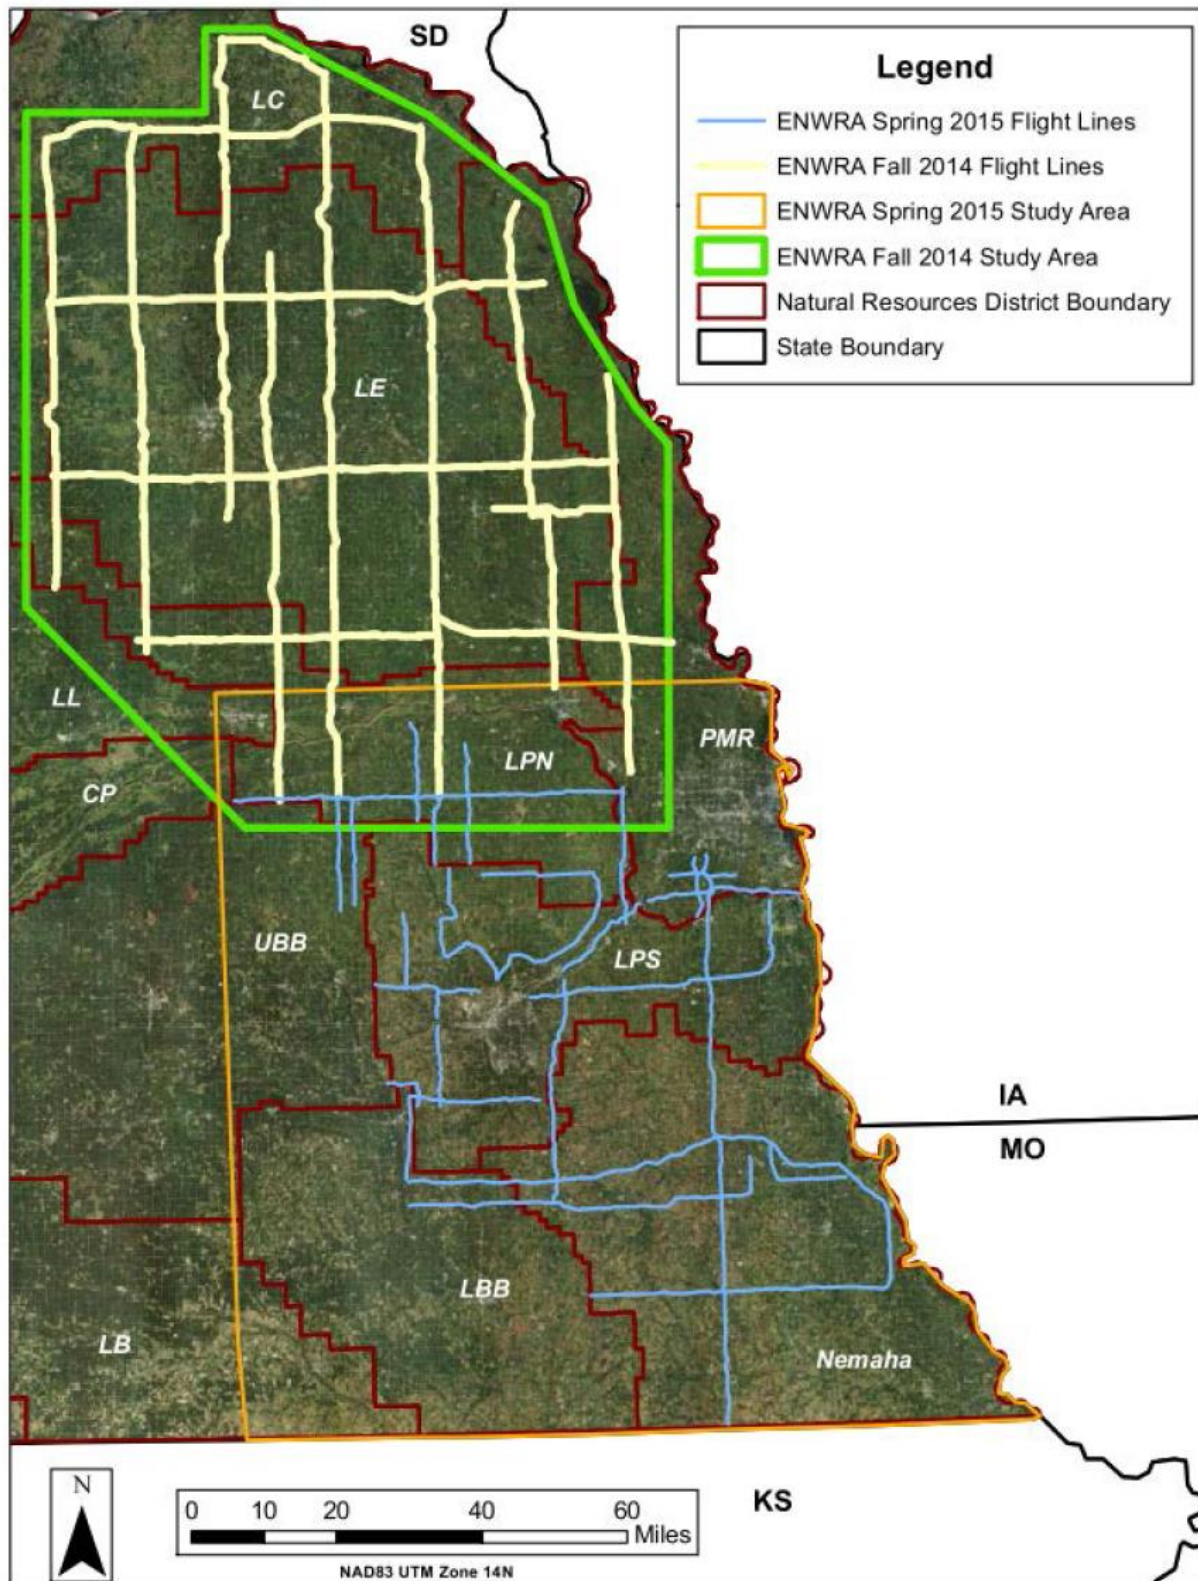 SD
Legend
ENWRA Spring 2015 Flight Lines
ENWRA Fall 2014 Flight Lines
ENWRA Spring 2015 Study Area
ENWRA Fall 2014 Study Area
Natural Resources District Boundary
State Boundary
LC
LE
LL
CP
LPN
PMR
UBB
LPS
IA
MO
LBB
LB
Nemaha
N
0 10 20 40 60
Miles
NAD83 UTM Zone 14N
KS